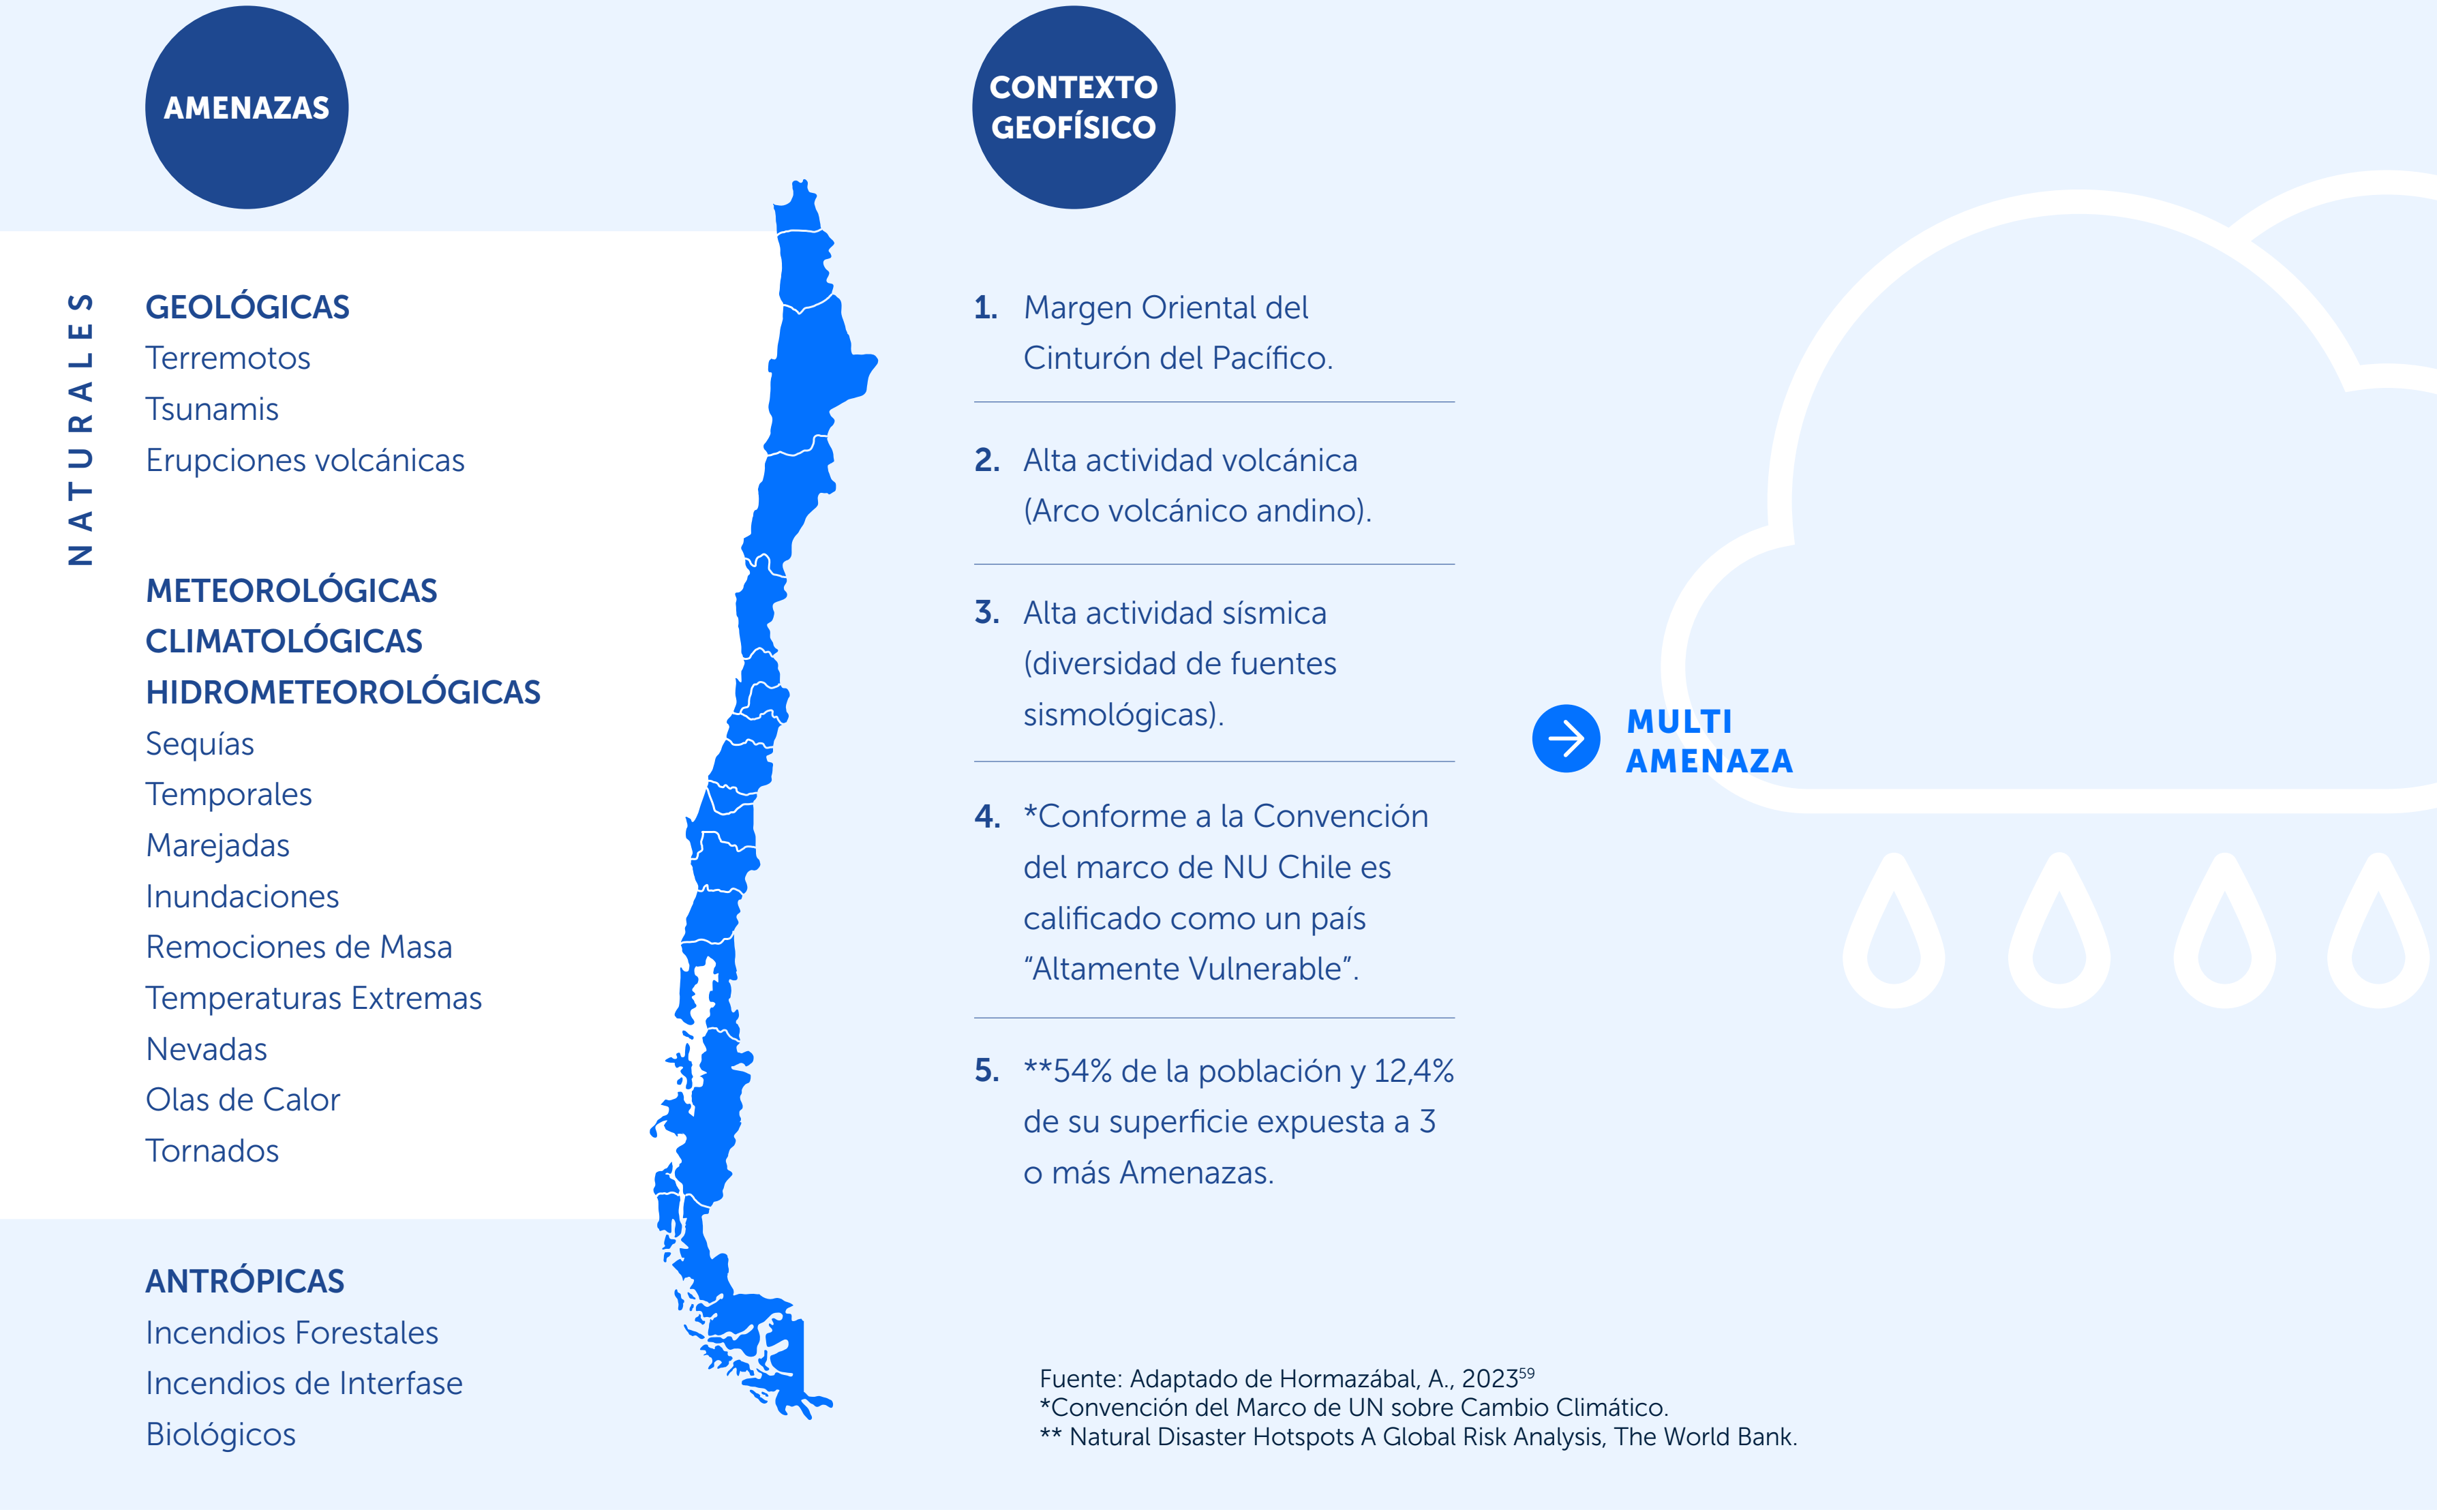 AMENAZAS
NATURALES
GEOLÓGICAS
Terremotos
Tsunamis
Erupciones volcánicas
METEOROLÓGICAS
CLIMATOLÓGICAS
HIDROMETEOROLÓGICAS
Sequías
Temporales
Marejadas
Inundaciones
Remociones de Masa
Temperaturas Extremas
Nevadas
Olas de Calor
Tornados
ANTRÓPICAS
Incendios Forestales
Incendios de Interfase
Biológicos
CONTEXTO
GEOFÍSICO
1. Margen Oriental del
Cinturón del Pacífico.
2. Alta actividad volcánica
(Arco volcánico andino).
3. Alta actividad sísmica
(diversidad de fuentes
sismológicas).
4. *Conforme a la Convención
del marco de NU Chile es
calificado como un país
“Altamente Vulnerable”.
5. **54% de la población y 12,4%
de su superficie expuesta a 3
o más Amenazas.
MULTI
AMENAZA
Fuente: Adaptado de Hormazábal, A., 2023⁵⁹
*Convención del Marco de UN sobre Cambio Climático.
** Natural Disaster Hotspots A Global Risk Analysis, The World Bank.